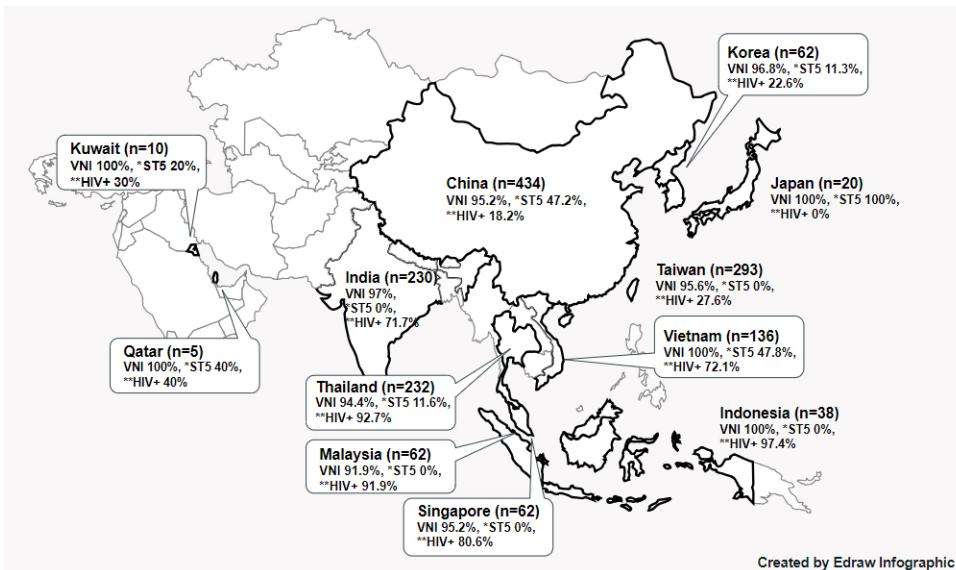 Korea (n=62)
VNI 96.8%, *ST5 11.3%,
**HIV+ 22.6%
Kuwait (n=10)
VNI 100%, *ST5 20%,
**HIV+ 30%
China (n=434)
VNI 95.2%, *ST5 47.2%,
**HIV+ 18.2%
Japan (n=20)
VNI 100%, *ST5 100%,
**HIV+ 0%
India (n=230)
VNI 97%,
*ST5 0%,
**HIV+ 71.7%
Taiwan (n=293)
VNI 95.6%, *ST5 0%,
**HIV+ 27.6%
Qatar (n=5)
VNI 100%, *ST5 40%,
**HIV+ 40%
Vietnam (n=136)
VNI 100%, *ST5 47.8%,
**HIV+ 72.1%
Thailand (n=232)
VNI 94.4%, *ST5 11.6%,
**HIV+ 92.7%
Indonesia (n=38)
VNI 100%, *ST5 0%,
**HIV+ 97.4%
Malaysia (n=62)
VNI 91.9%, *ST5 0%,
**HIV+ 91.9%
Singapore (n=62)
VNI 95.2%, *ST5 0%,
**HIV+ 80.6%
Created by Edraw Infographic